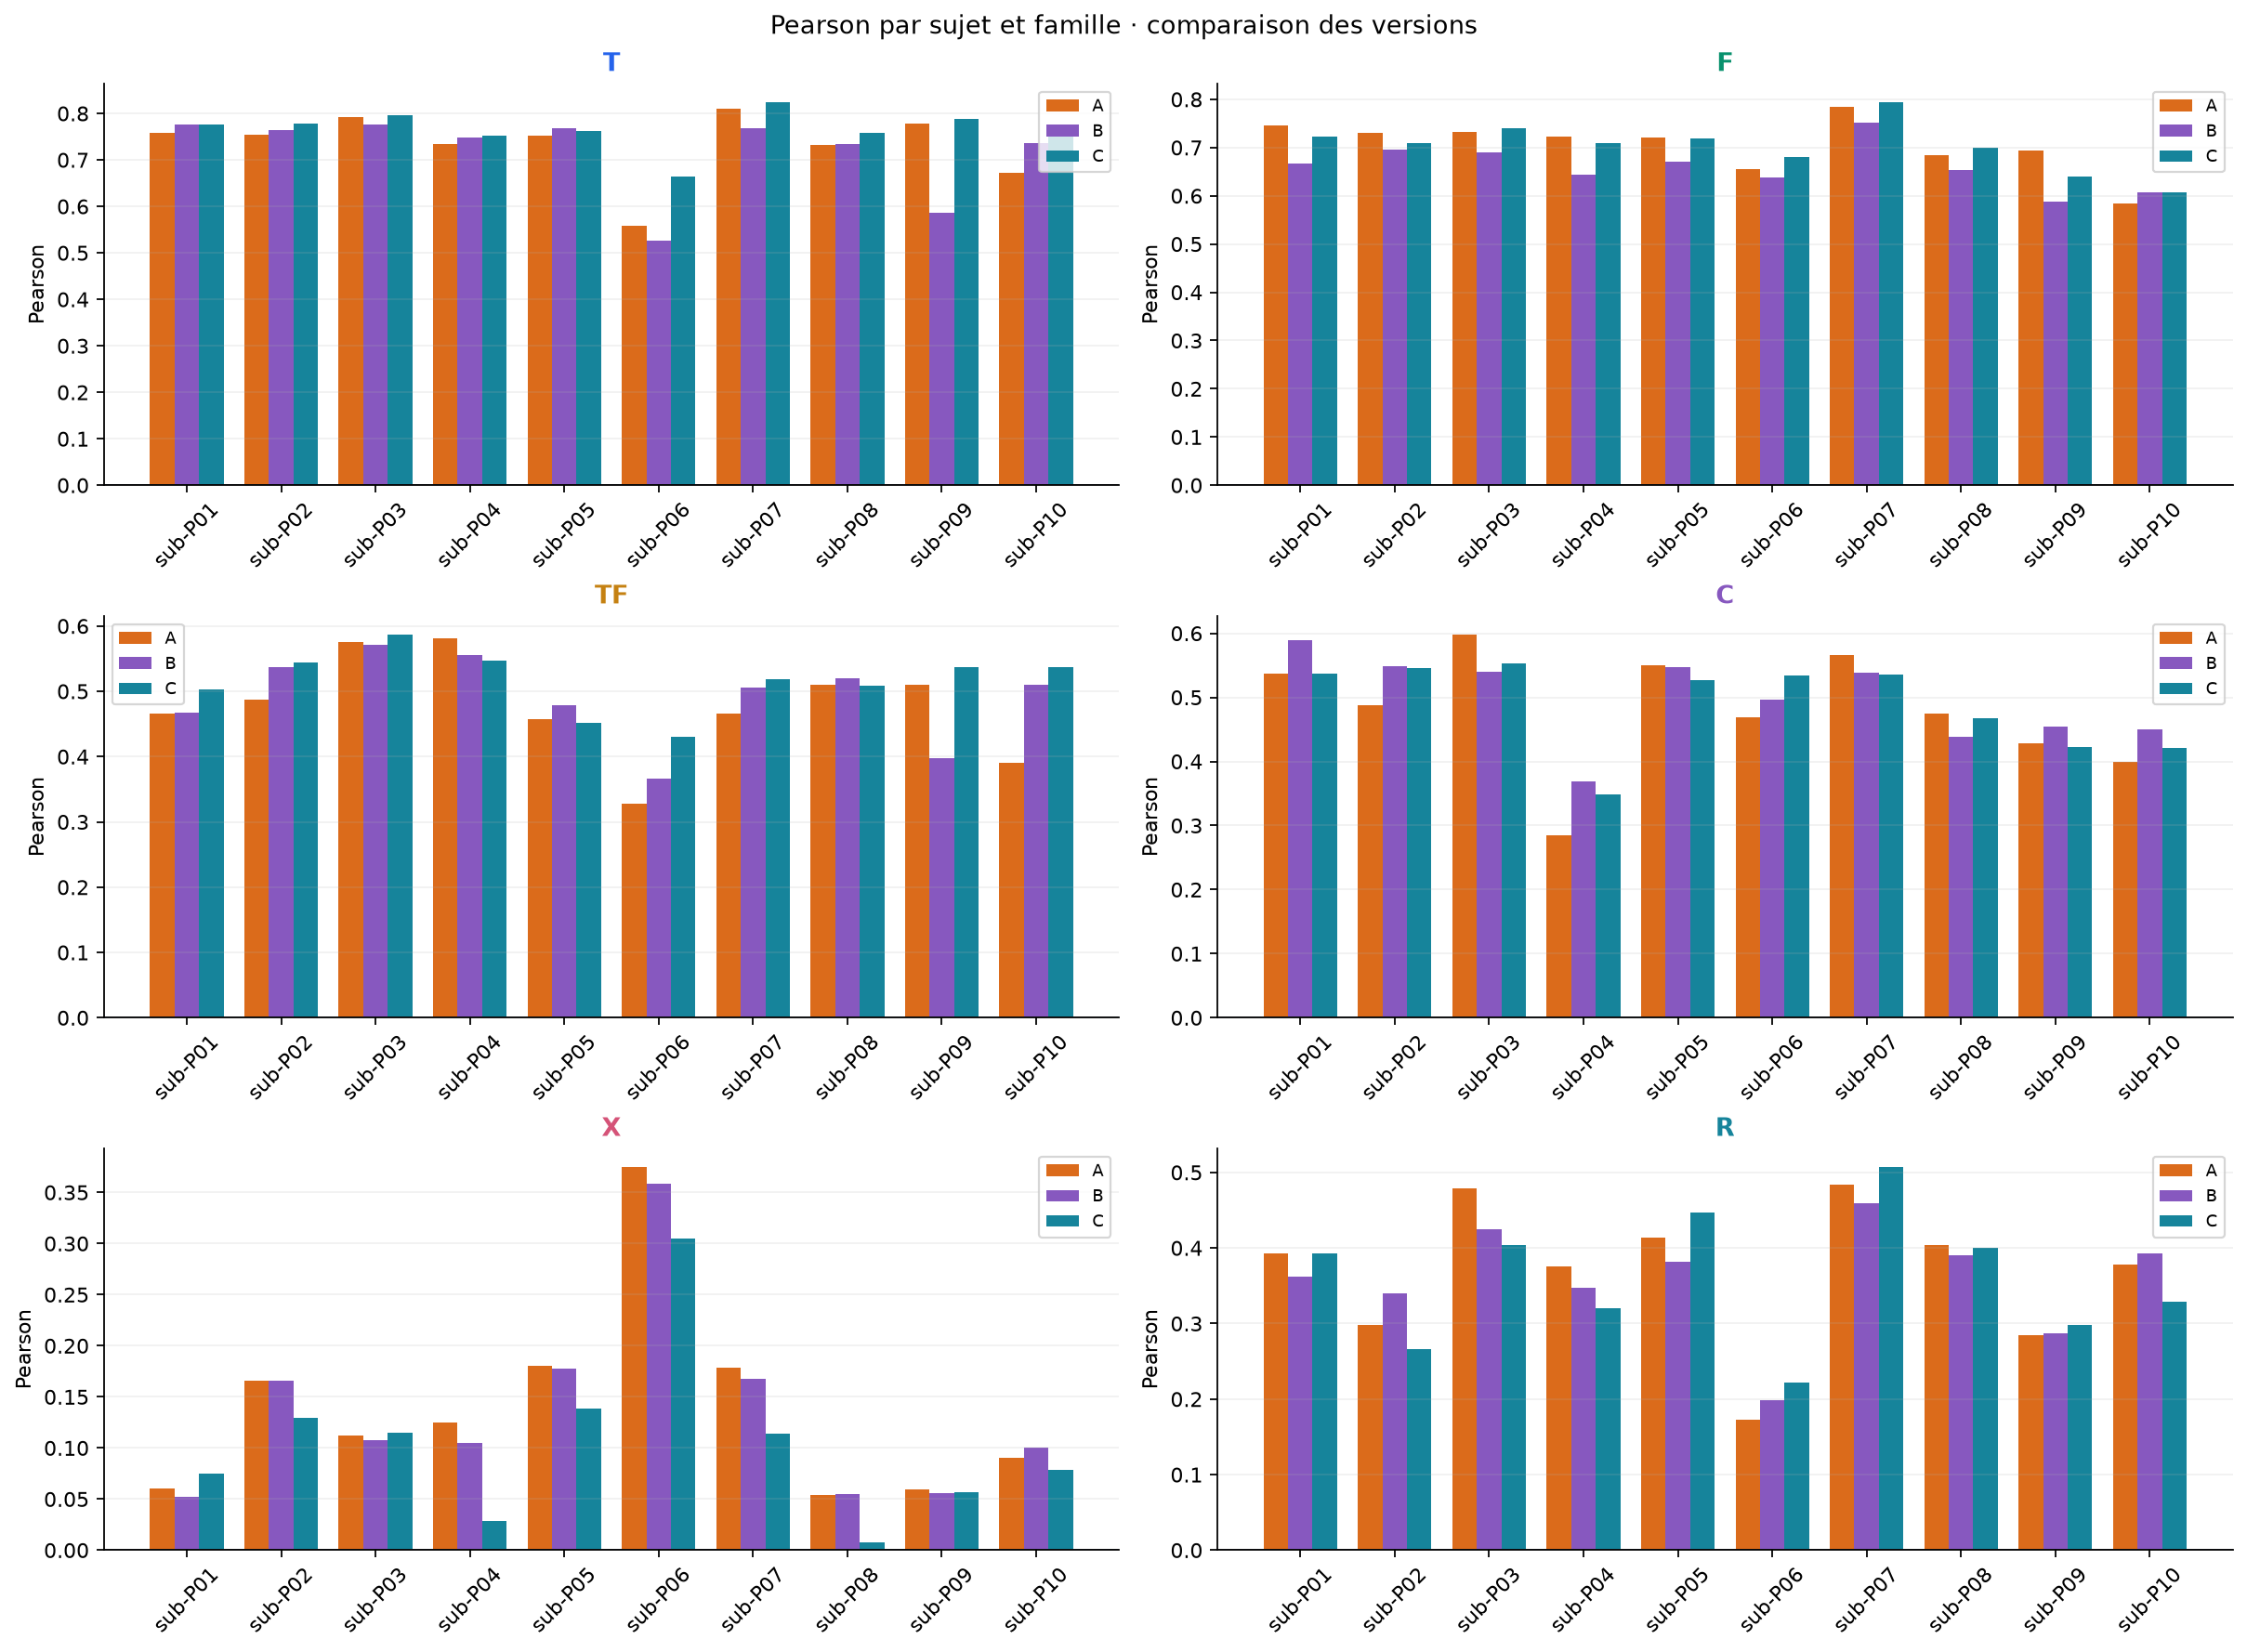 Pearson par sujet et famille · comparaison des versions
T
Pearson
0.8
0.7
0.6
0.5
0.4
0.3
0.2
0.1
0.0
A
B
C
sub-P01 sub-P02 sub-P03 sub-P04 sub-P05 sub-P06 sub-P07 sub-P08 sub-P09 sub-P10
F
Pearson
0.8
0.7
0.6
0.5
0.4
0.3
0.2
0.1
0.0
A
B
C
sub-P01 sub-P02 sub-P03 sub-P04 sub-P05 sub-P06 sub-P07 sub-P08 sub-P09 sub-P10
TF
Pearson
0.6
0.5
0.4
0.3
0.2
0.1
0.0
A
B
C
sub-P01 sub-P02 sub-P03 sub-P04 sub-P05 sub-P06 sub-P07 sub-P08 sub-P09 sub-P10
C
Pearson
0.6
0.5
0.4
0.3
0.2
0.1
0.0
A
B
C
sub-P01 sub-P02 sub-P03 sub-P04 sub-P05 sub-P06 sub-P07 sub-P08 sub-P09 sub-P10
X
Pearson
0.35
0.30
0.25
0.20
0.15
0.10
0.05
0.00
A
B
C
sub-P01 sub-P02 sub-P03 sub-P04 sub-P05 sub-P06 sub-P07 sub-P08 sub-P09 sub-P10
R
Pearson
0.5
0.4
0.3
0.2
0.1
0.0
A
B
C
sub-P01 sub-P02 sub-P03 sub-P04 sub-P05 sub-P06 sub-P07 sub-P08 sub-P09 sub-P10